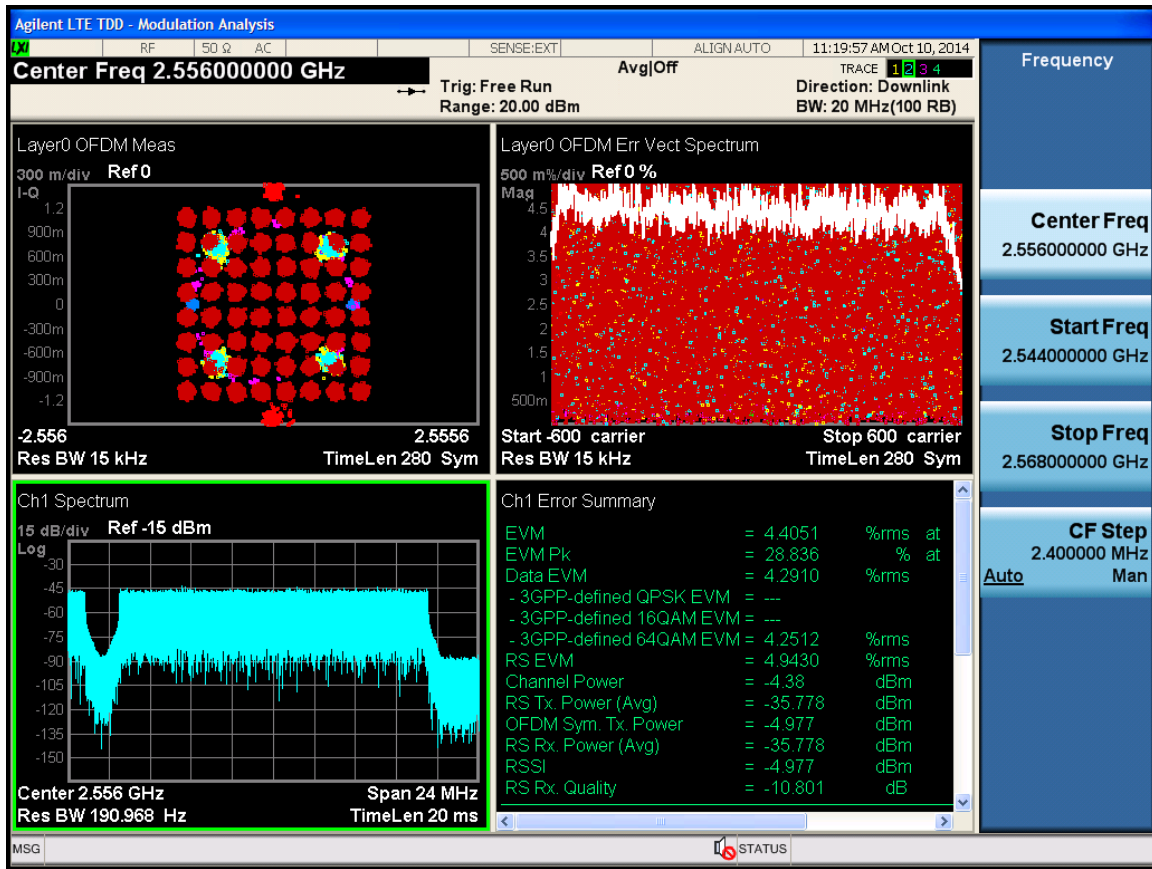 Agilent LTE TDD - Modulation Analysis
LXI RF 50 Ω AC SENSE:EXT ALIGN AUTO 11:19:57 AM Oct 10, 2014
Center Freq 2.556000000 GHz Avg|Off TRACE 1 2 3 4
Trig: Free Run Direction: Downlink
Range: 20.00 dBm BW: 20 MHz(100 RB)
Layer0 OFDM Meas
300 m/div Ref 0
I-Q
1.2
900m
600m
300m
0
-300m
-600m
-900m
-1.2
-2.556 2.5556
Res BW 15 kHz TimeLen 280 Sym
Layer0 OFDM Err Vect Spectrum
500 m%/div Ref 0 %
Mag
4.5
4
3.5
3
2.5
2
1.5
1
500m
Start -600 carrier Stop 600 carrier
Res BW 15 kHz TimeLen 280 Sym
Ch1 Spectrum
15 dB/div Ref -15 dBm
Log
-30
-45
-60
-75
-90
-105
-120
-135
-150
Center 2.556 GHz Span 24 MHz
Res BW 190.968 Hz TimeLen 20 ms
Ch1 Error Summary
EVM = 4.4051 %rms at
EVM Pk = 28.836 % at
Data EVM = 4.2910 %rms
- 3GPP-defined QPSK EVM = ---
- 3GPP-defined 16QAM EVM = ---
- 3GPP-defined 64QAM EVM = 4.2512 %rms
RS EVM = 4.9430 %rms
Channel Power = -4.38 dBm
RS Tx. Power (Avg) = -35.778 dBm
OFDM Sym. Tx. Power = -4.977 dBm
RS Rx. Power (Avg) = -35.778 dBm
RSSI = -4.977 dBm
RS Rx. Quality = -10.801 dB
Frequency
Center Freq
2.556000000 GHz
Start Freq
2.544000000 GHz
Stop Freq
2.568000000 GHz
CF Step
2.400000 MHz
Auto Man
MSG STATUS